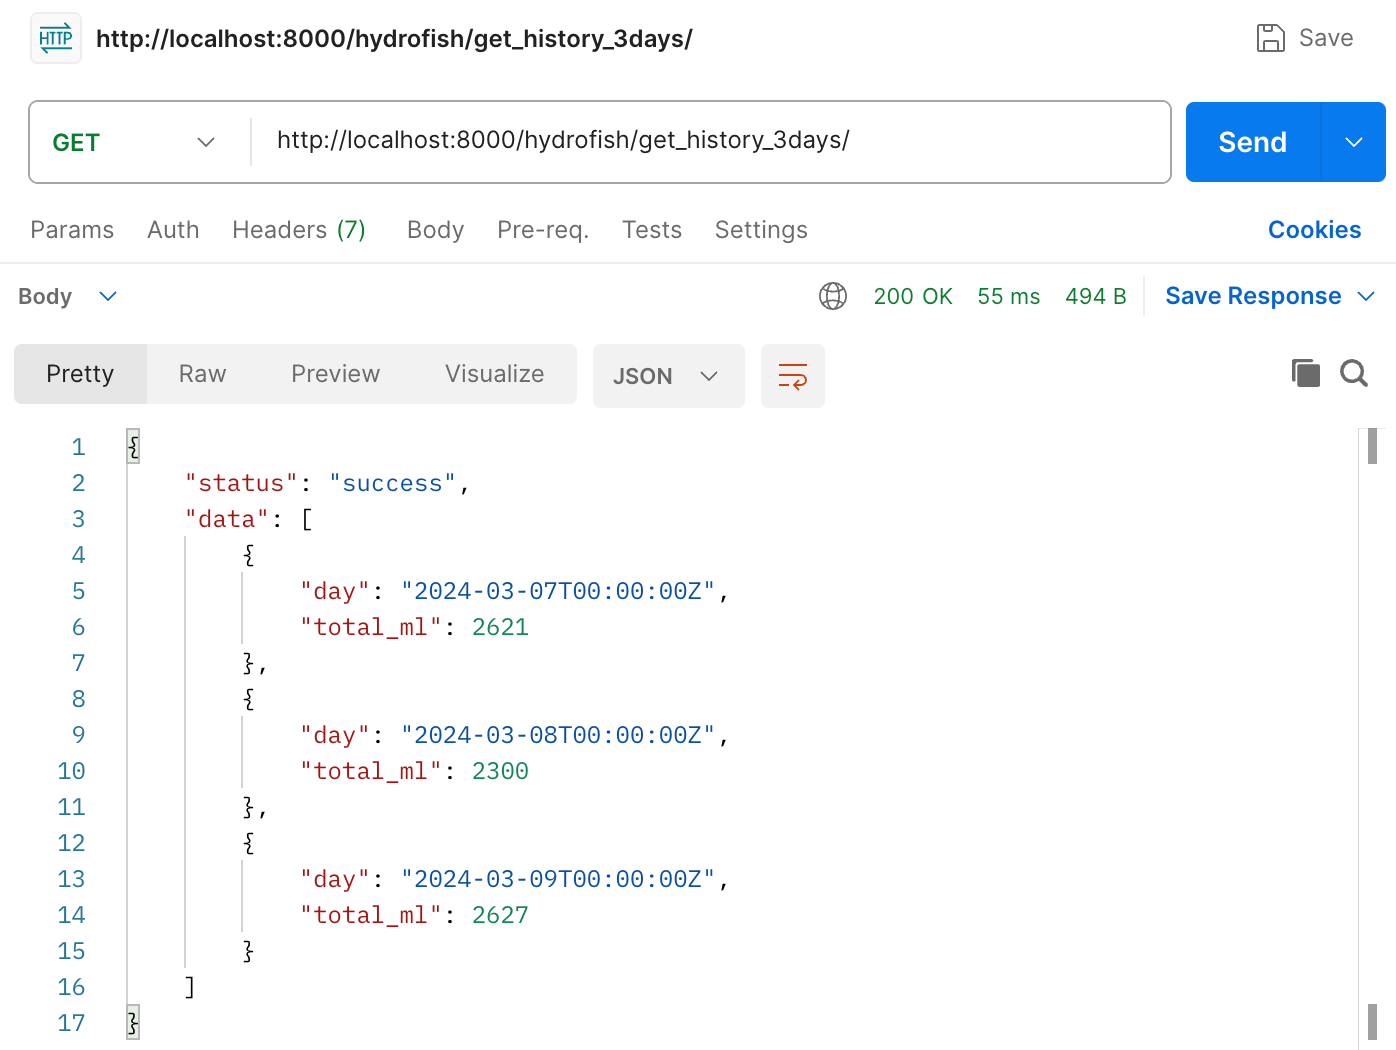 HTTP http://localhost:8000/hydrofish/get_history_3days/ Save
GET http://localhost:8000/hydrofish/get_history_3days/ Send
Params Auth Headers (7) Body Pre-req. Tests Settings Cookies
Body 200 OK 55 ms 494 B Save Response
Pretty Raw Preview Visualize JSON
1 {
2 "status": "success",
3 "data": [
4 {
5 "day": "2024-03-07T00:00:00Z",
6 "total_ml": 2621
7 },
8 {
9 "day": "2024-03-08T00:00:00Z",
10 "total_ml": 2300
11 },
12 {
13 "day": "2024-03-09T00:00:00Z",
14 "total_ml": 2627
15 }
16 ]
17 }